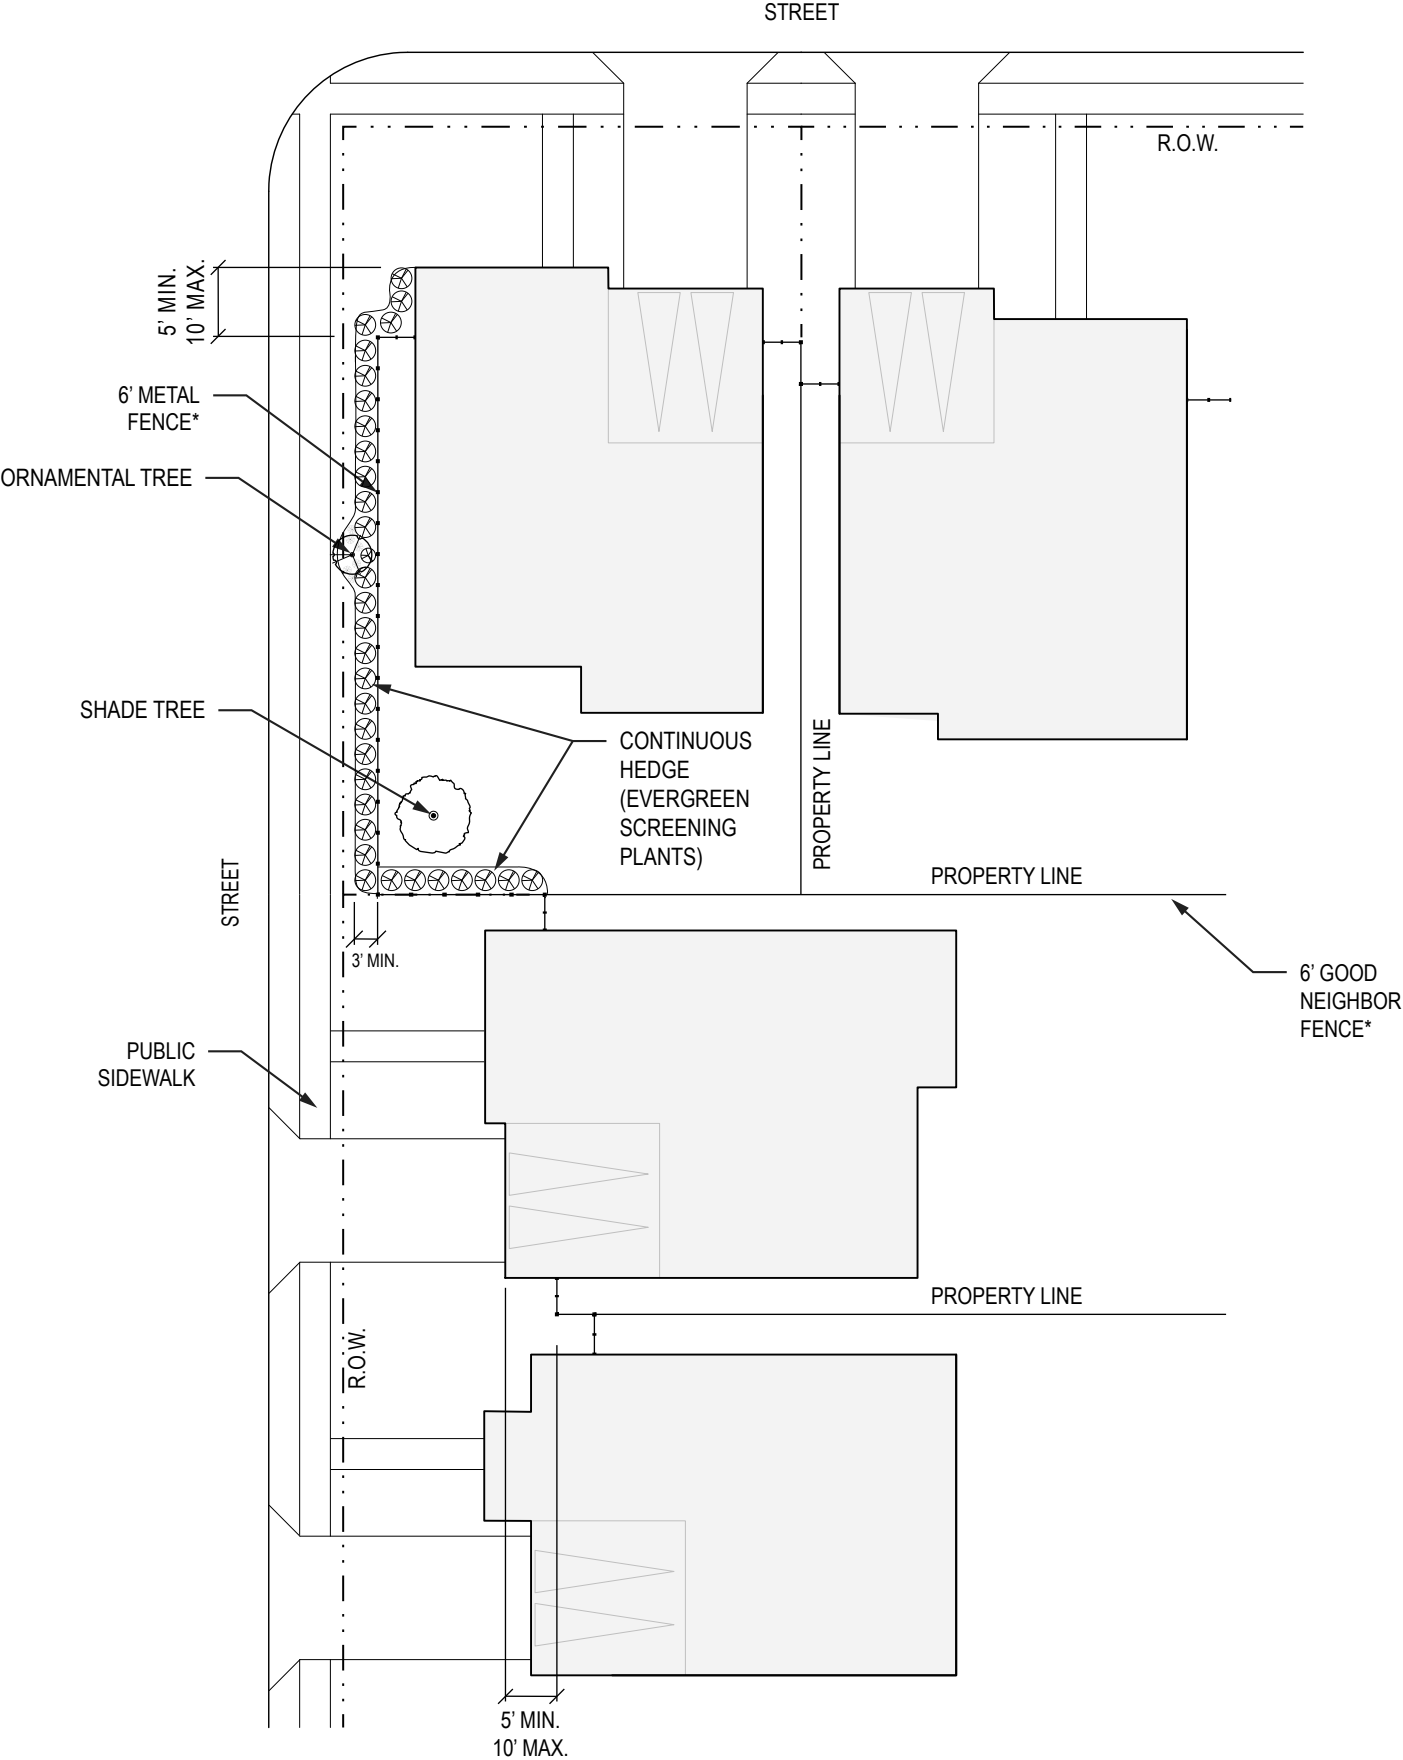 STREET
R.O.W.
5’ MIN.
10’ MAX.
6’ METAL
FENCE*
ORNAMENTAL TREE
SHADE TREE
CONTINUOUS
HEDGE
(EVERGREEN
SCREENING
PLANTS)
PROPERTY LINE
PROPERTY LINE
STREET
3’ MIN.
6’ GOOD
NEIGHBOR
FENCE*
PUBLIC
SIDEWALK
PROPERTY LINE
R.O.W.
5’ MIN.
10’ MAX.